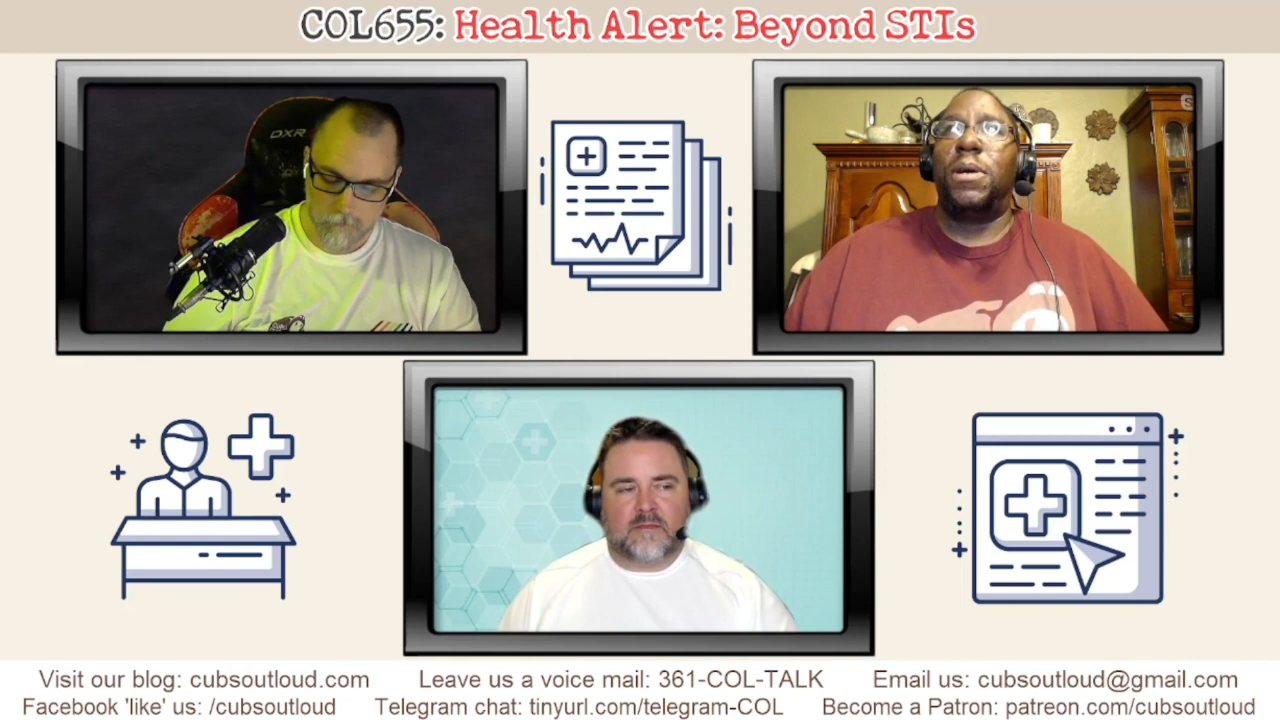 COL655: Health Alert: Beyond STIs
DXR
S
Visit our blog: cubsoutloud.com Leave us a voice mail: 361-COL-TALK Email us: cubsoutloud@gmail.com
Facebook 'like' us: /cubsoutloud Telegram chat: tinyurl.com/telegram-COL Become a Patron: patreon.com/cubsoutloud